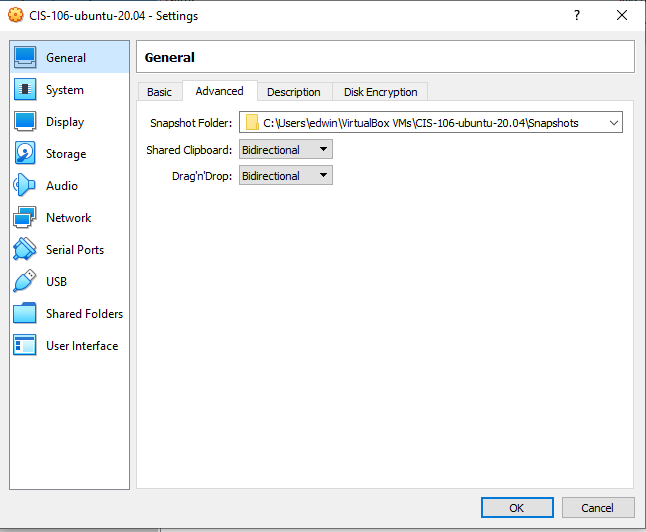 CIS-106-ubuntu-20.04 - Settings
?
General
System
Display
Storage
Audio
Network
Serial Ports
USB
Shared Folders
User Interface
General
Basic
Advanced
Description
Disk Encryption
Snapshot Folder: C:\Users\edwin\VirtualBox VMs\CIS-106-ubuntu-20.04\Snapshots
Shared Clipboard: Bidirectional
Drag'n'Drop: Bidirectional
OK
Cancel